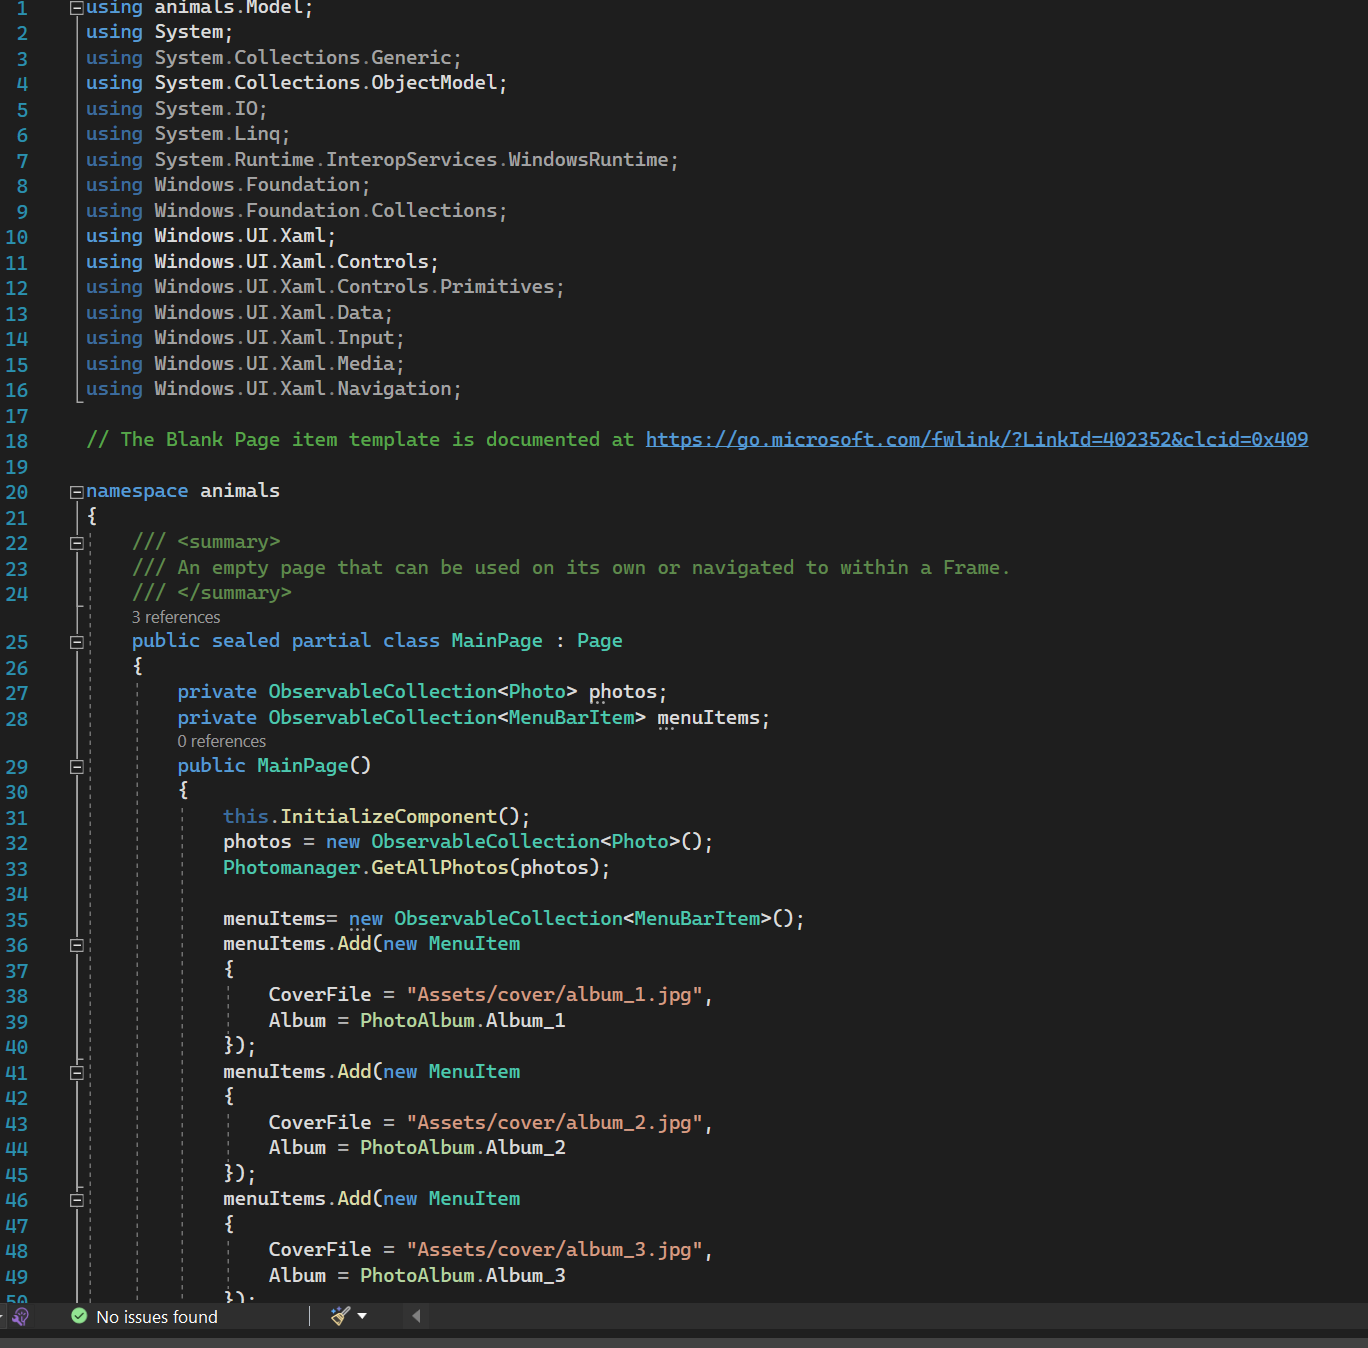 1 using animals.Model;
2 using System;
3 using System.Collections.Generic;
4 using System.Collections.ObjectModel;
5 using System.IO;
6 using System.Linq;
7 using System.Runtime.InteropServices.WindowsRuntime;
8 using Windows.Foundation;
9 using Windows.Foundation.Collections;
10 using Windows.UI.Xaml;
11 using Windows.UI.Xaml.Controls;
12 using Windows.UI.Xaml.Controls.Primitives;
13 using Windows.UI.Xaml.Data;
14 using Windows.UI.Xaml.Input;
15 using Windows.UI.Xaml.Media;
16 using Windows.UI.Xaml.Navigation;
17
18 // The Blank Page item template is documented at https://go.microsoft.com/fwlink/?LinkId=402352&clcid=0x409
19
20 namespace animals
21 {
22 /// <summary>
23 /// An empty page that can be used on its own or navigated to within a Frame.
24 /// </summary>
3 references
25 public sealed partial class MainPage : Page
26 {
27 private ObservableCollection<Photo> photos;
28 private ObservableCollection<MenuBarItem> menuItems;
0 references
29 public MainPage()
30 {
31 this.InitializeComponent();
32 photos = new ObservableCollection<Photo>();
33 Photomanager.GetAllPhotos(photos);
34
35 menuItems= new ObservableCollection<MenuBarItem>();
36 menuItems.Add(new MenuItem
37 {
38 CoverFile = "Assets/cover/album_1.jpg",
39 Album = PhotoAlbum.Album_1
40 });
41 menuItems.Add(new MenuItem
42 {
43 CoverFile = "Assets/cover/album_2.jpg",
44 Album = PhotoAlbum.Album_2
45 });
46 menuItems.Add(new MenuItem
47 {
48 CoverFile = "Assets/cover/album_3.jpg",
49 Album = PhotoAlbum.Album_3
50 });
No issues found